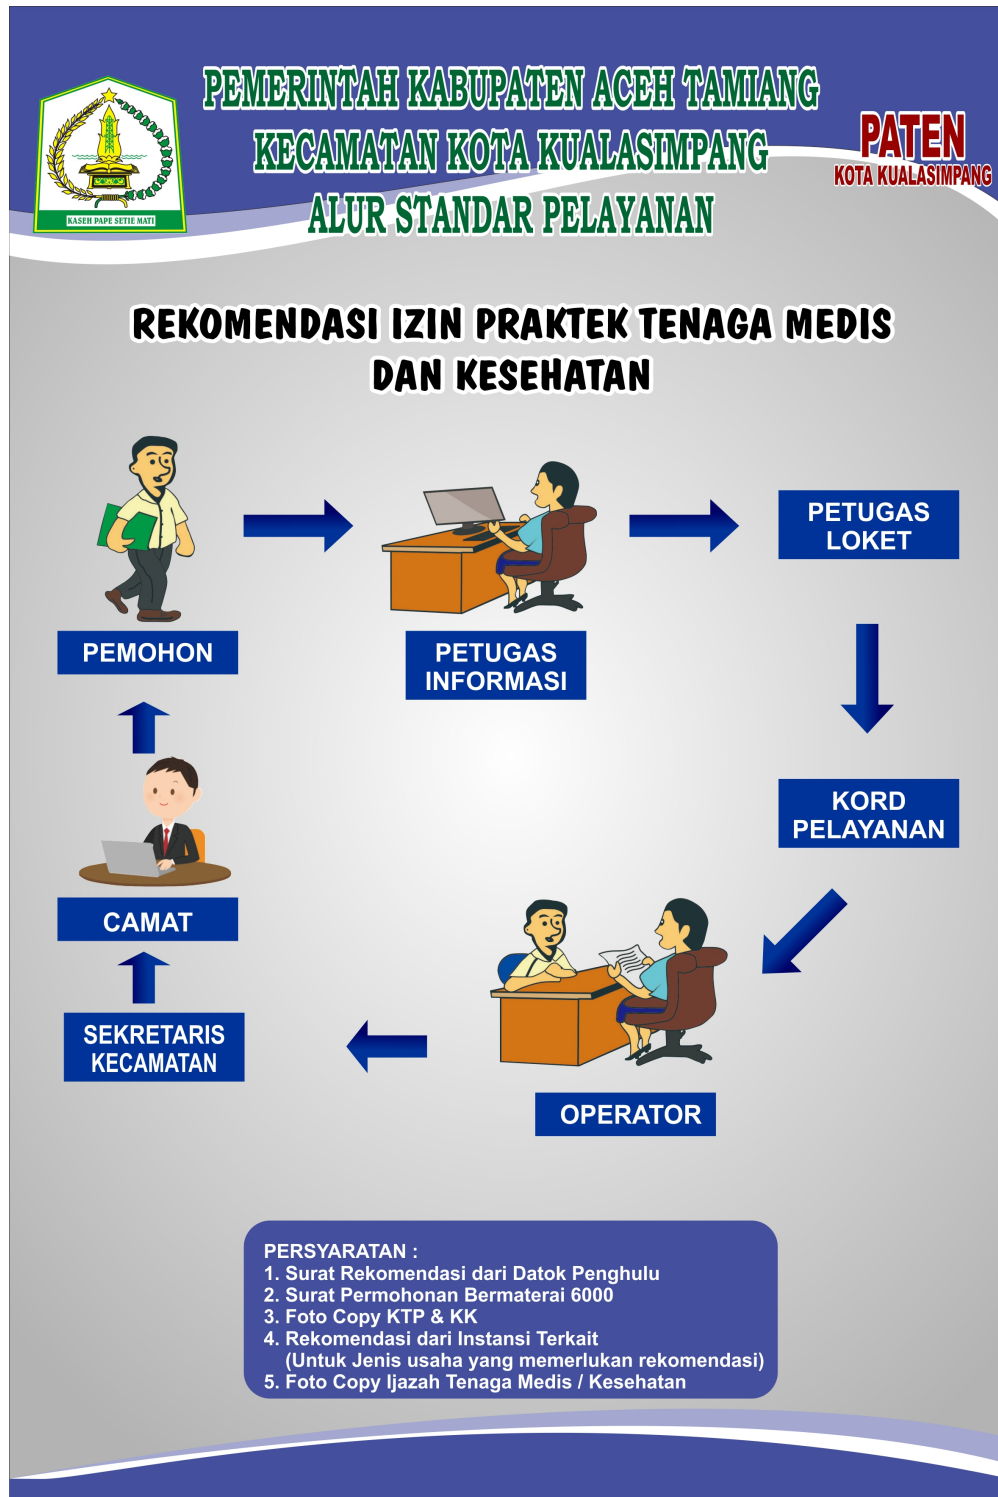 PEMERINTAH KABUPATEN ACEH TAMIANG
KECAMATAN KOTA KUALASIMPANG
ALUR STANDAR PELAYANAN
PATEN
KOTA KUALASIMPANG
KASEH PAPE SETIE MATI
REKOMENDASI IZIN PRAKTEK TENAGA MEDIS
DAN KESEHATAN
PEMOHON
PETUGAS
INFORMASI
PETUGAS
LOKET
KORD
PELAYANAN
OPERATOR
SEKRETARIS
KECAMATAN
CAMAT
PERSYARATAN :
1. Surat Rekomendasi dari Datok Penghulu
2. Surat Permohonan Bermaterai 6000
3. Foto Copy KTP & KK
4. Rekomendasi dari Instansi Terkait
(Untuk Jenis usaha yang memerlukan rekomendasi)
5. Foto Copy Ijazah Tenaga Medis / Kesehatan